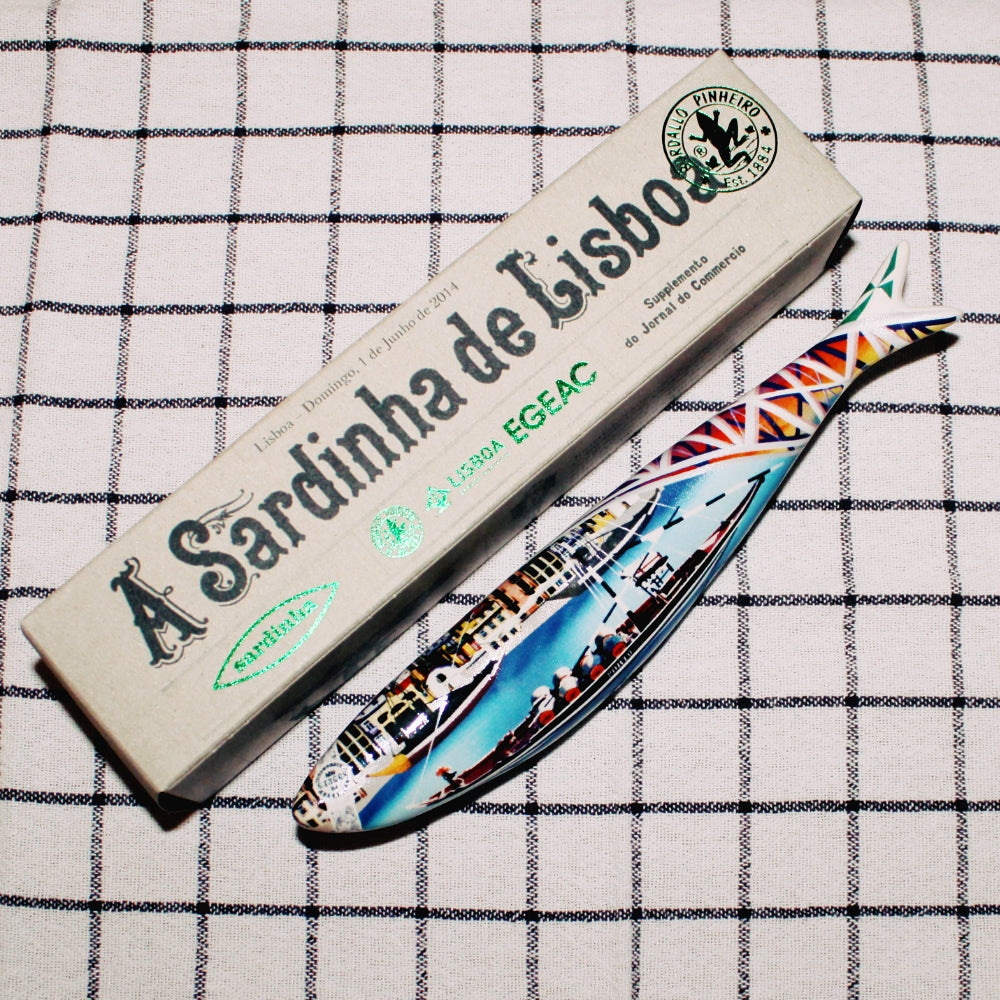 RDALLO PINHEIRO
®
Est. 1884
Lisboa Domingo, 1 de Junho de 2014
A Sardinha de Lisboa
Supplemento
do Jornal do Commercio
LISBOA
EGEAC
sardinha